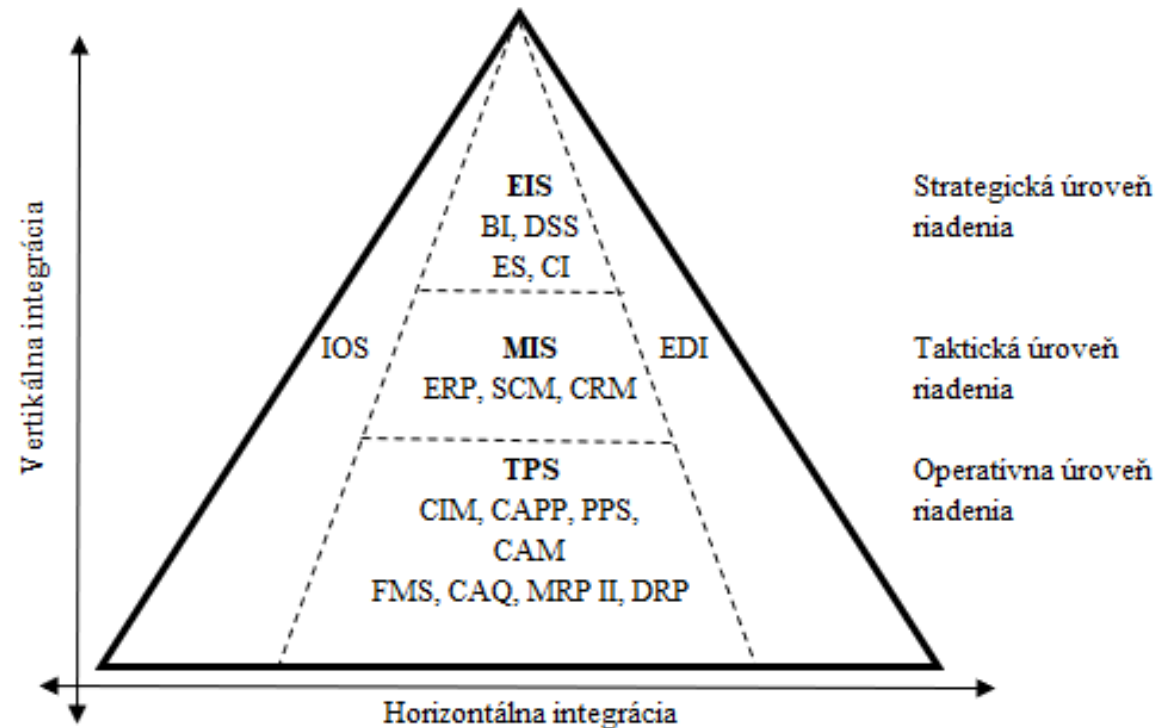 EIS
BI, DSS
ES, CI
Strategická úroveň
riadenia
Vertikálna integrácia
IOS
MIS
ERP, SCM, CRM
EDI
Taktická úroveň
riadenia
TPS
CIM, CAPP, PPS,
CAM
FMS, CAQ, MRP II, DRP
Operatívna úroveň
riadenia
Horizontálna integrácia